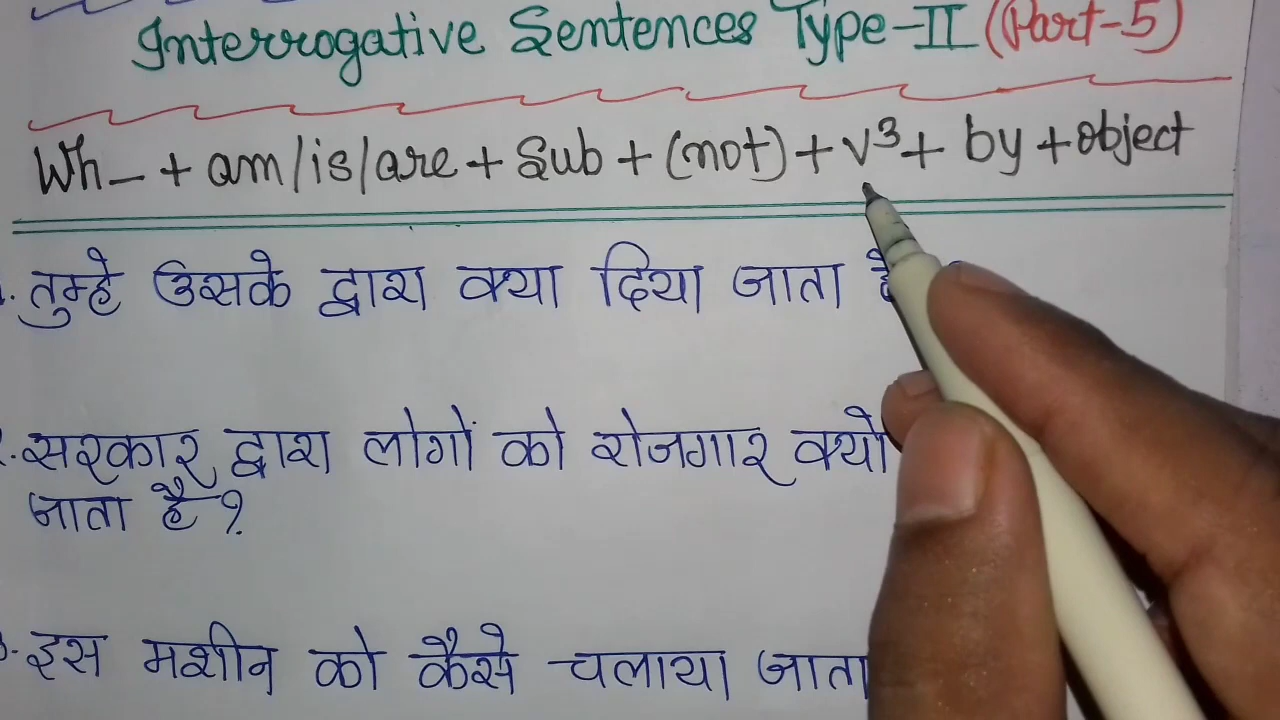 Interrogative Sentences Type-II (Part-5)
Wh_ + am/is/are + Sub + (not) + v³ + by + object
तुम्हे उसके द्वारा क्या दिया जाता
सरकार द्वारा लोगों को रोजगार क्यो
जाता है?
इस मशीन को कैसे चलाया जाता